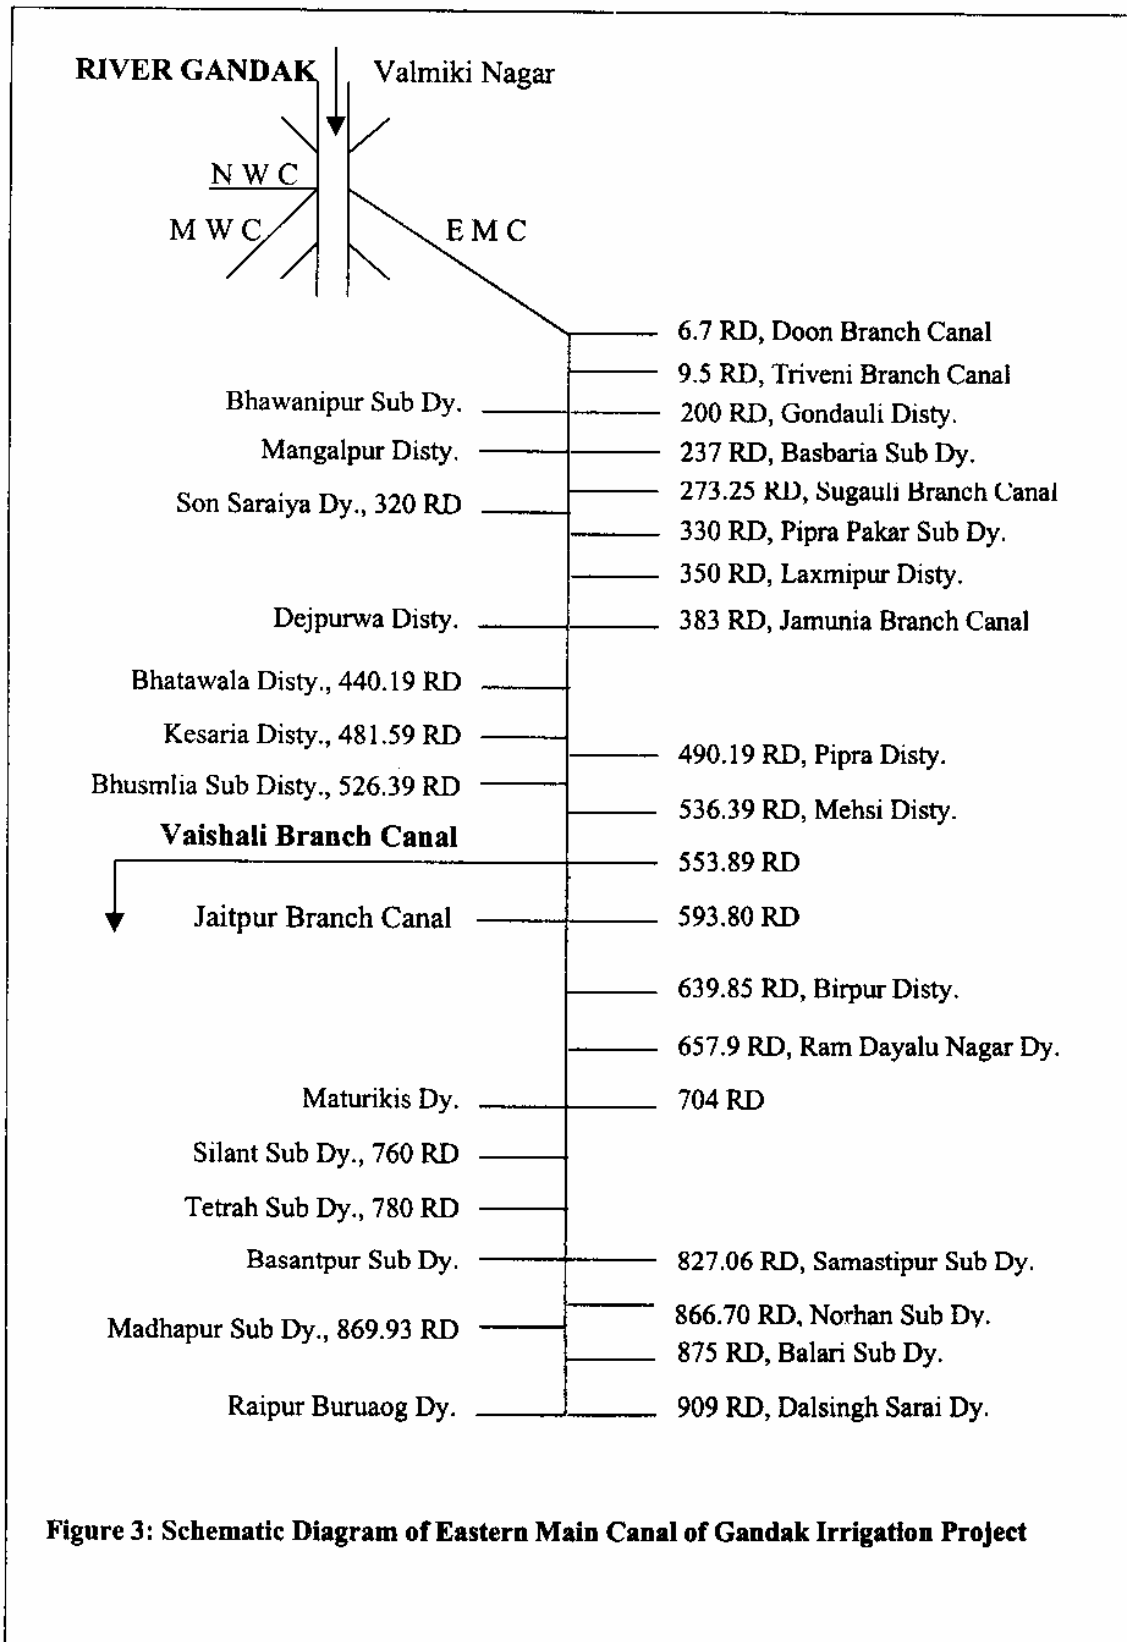 RIVER GANDAK Valmiki Nagar
N W C
M W C E M C
6.7 RD, Doon Branch Canal
9.5 RD, Triveni Branch Canal
Bhawanipur Sub Dy. 200 RD, Gondauli Disty.
Mangalpur Disty. 237 RD, Basbaria Sub Dy.
273.25 RD, Sugauli Branch Canal
Son Saraiya Dy., 320 RD
330 RD, Pipra Pakar Sub Dy.
350 RD, Laxmipur Disty.
Dejpurwa Disty. 383 RD, Jamunia Branch Canal
Bhatawala Disty., 440.19 RD
Kesaria Disty., 481.59 RD
490.19 RD, Pipra Disty.
Bhusmlia Sub Disty., 526.39 RD
536.39 RD, Mehsi Disty.
Vaishali Branch Canal
553.89 RD
Jaitpur Branch Canal 593.80 RD
639.85 RD, Birpur Disty.
657.9 RD, Ram Dayalu Nagar Dy.
Maturikis Dy. 704 RD
Silant Sub Dy., 760 RD
Tetrah Sub Dy., 780 RD
Basantpur Sub Dy. 827.06 RD, Samastipur Sub Dy.
866.70 RD, Norhan Sub Dy.
Madhapur Sub Dy., 869.93 RD
875 RD, Balari Sub Dy.
Raipur Buruaog Dy. 909 RD, Dalsingh Sarai Dy.
Figure 3: Schematic Diagram of Eastern Main Canal of Gandak Irrigation Project